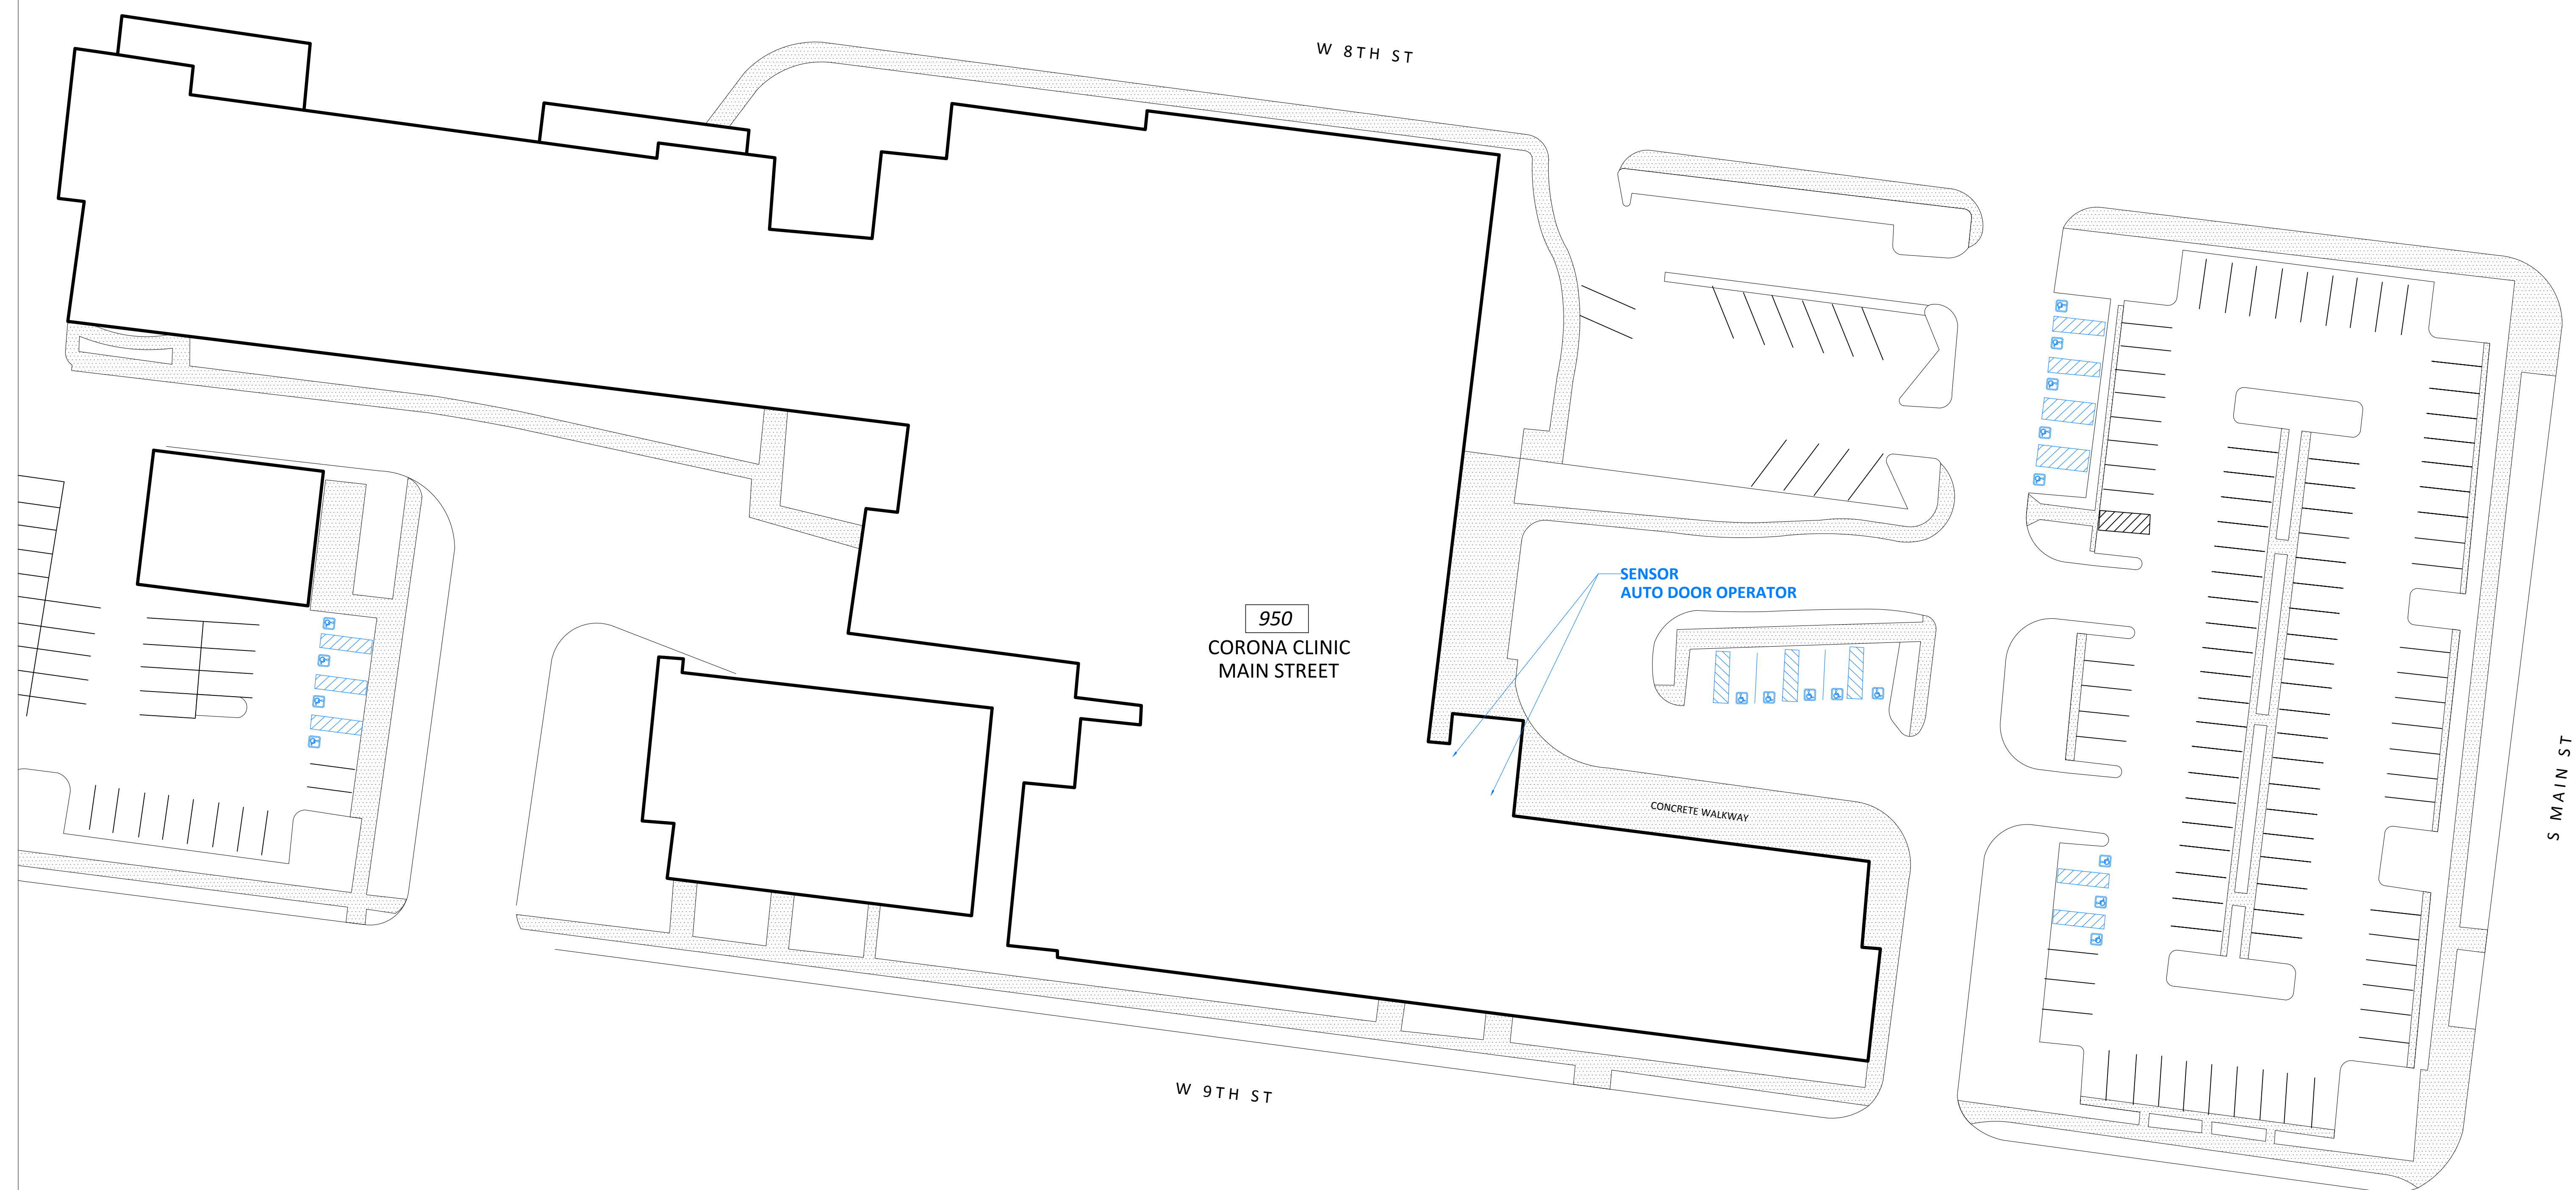 W 8TH ST
SENSOR
AUTO DOOR OPERATOR
950
CORONA CLINIC
MAIN STREET
CONCRETE WALKWAY
S MAIN ST
W 9TH ST